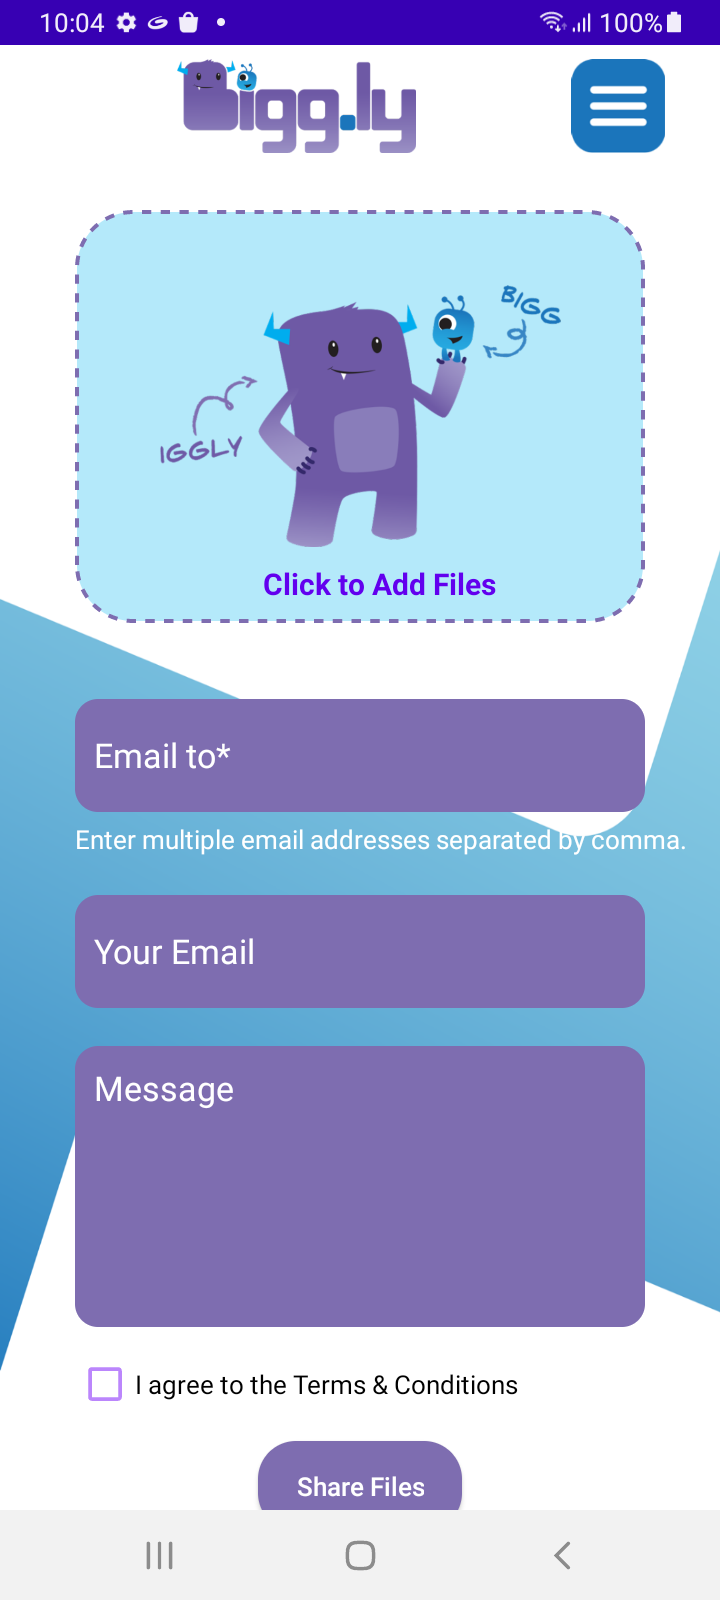 10:04 100%
bigg.ly
BIGG
IGGLY
Click to Add Files
Email to*
Enter multiple email addresses separated by comma.
Your Email
Message
I agree to the Terms & Conditions
Share Files